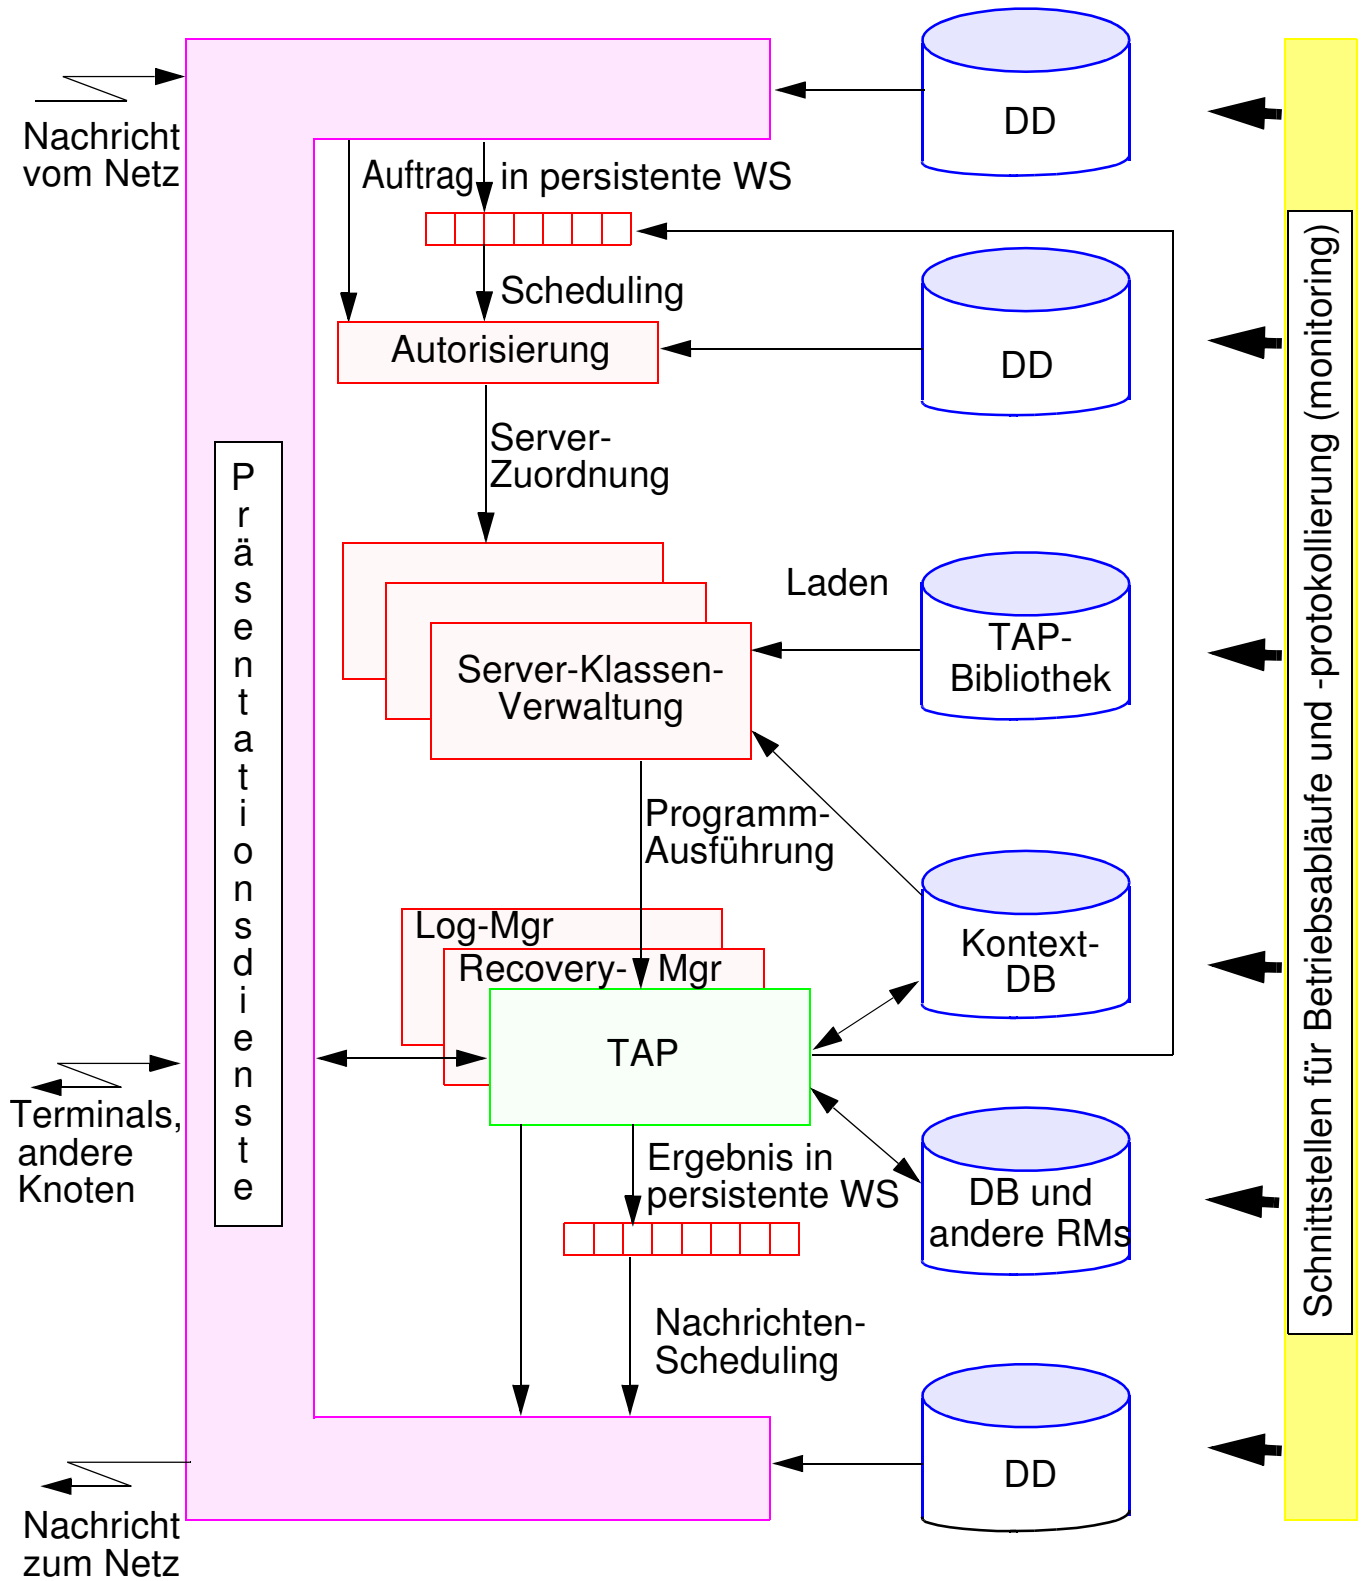 DD
Nachricht
vom Netz
Auftrag in persistente WS
Scheduling
Autorisierung
DD
Server-
Zuordnung
Präsentationsdienste
Laden
TAP-
Bibliothek
Server-Klassen-
Verwaltung
Programm-
Ausführung
Log-Mgr
Recovery- Mgr
Kontext-
DB
TAP
Terminals,
andere
Knoten
Ergebnis in
persistente WS
DB und
andere RMs
Nachrichten-
Scheduling
DD
Nachricht
zum Netz
Schnittstellen für Betriebsabläufe und -protokollierung (monitoring)